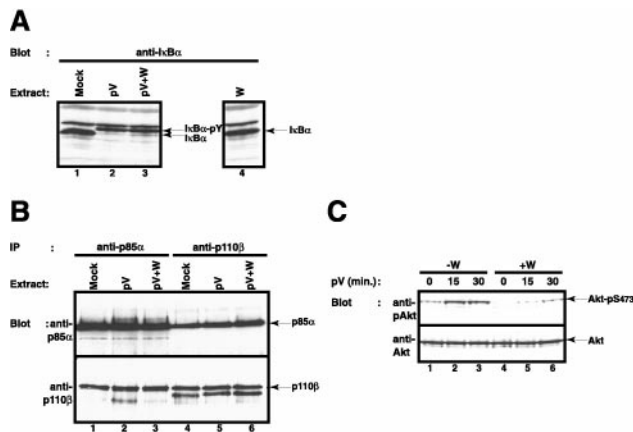 A
Blot : anti-IκBα
Extract: Mock pV pV+W W
IκBα-pY
IκBα
IκBα
1 2 3 4
B
IP : anti-p85α anti-p110β
Extract: Mock pV pV+W Mock pV pV+W
Blot :anti-p85α
p85α
anti-p110β
p110β
1 2 3 4 5 6
C
-W +W
pV (min.) : 0 15 30 0 15 30
Blot : anti-pAkt
Akt-pS473
anti-Akt
Akt
1 2 3 4 5 6